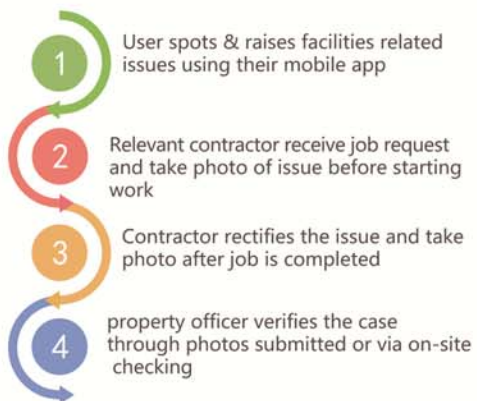 1
User spots & raises facilities related
issues using their mobile app
2
Relevant contractor receive job request
and take photo of issue before starting
work
3
Contractor rectifies the issue and take
photo after job is completed
4
property officer verifies the case
through photos submitted or via on-site
checking